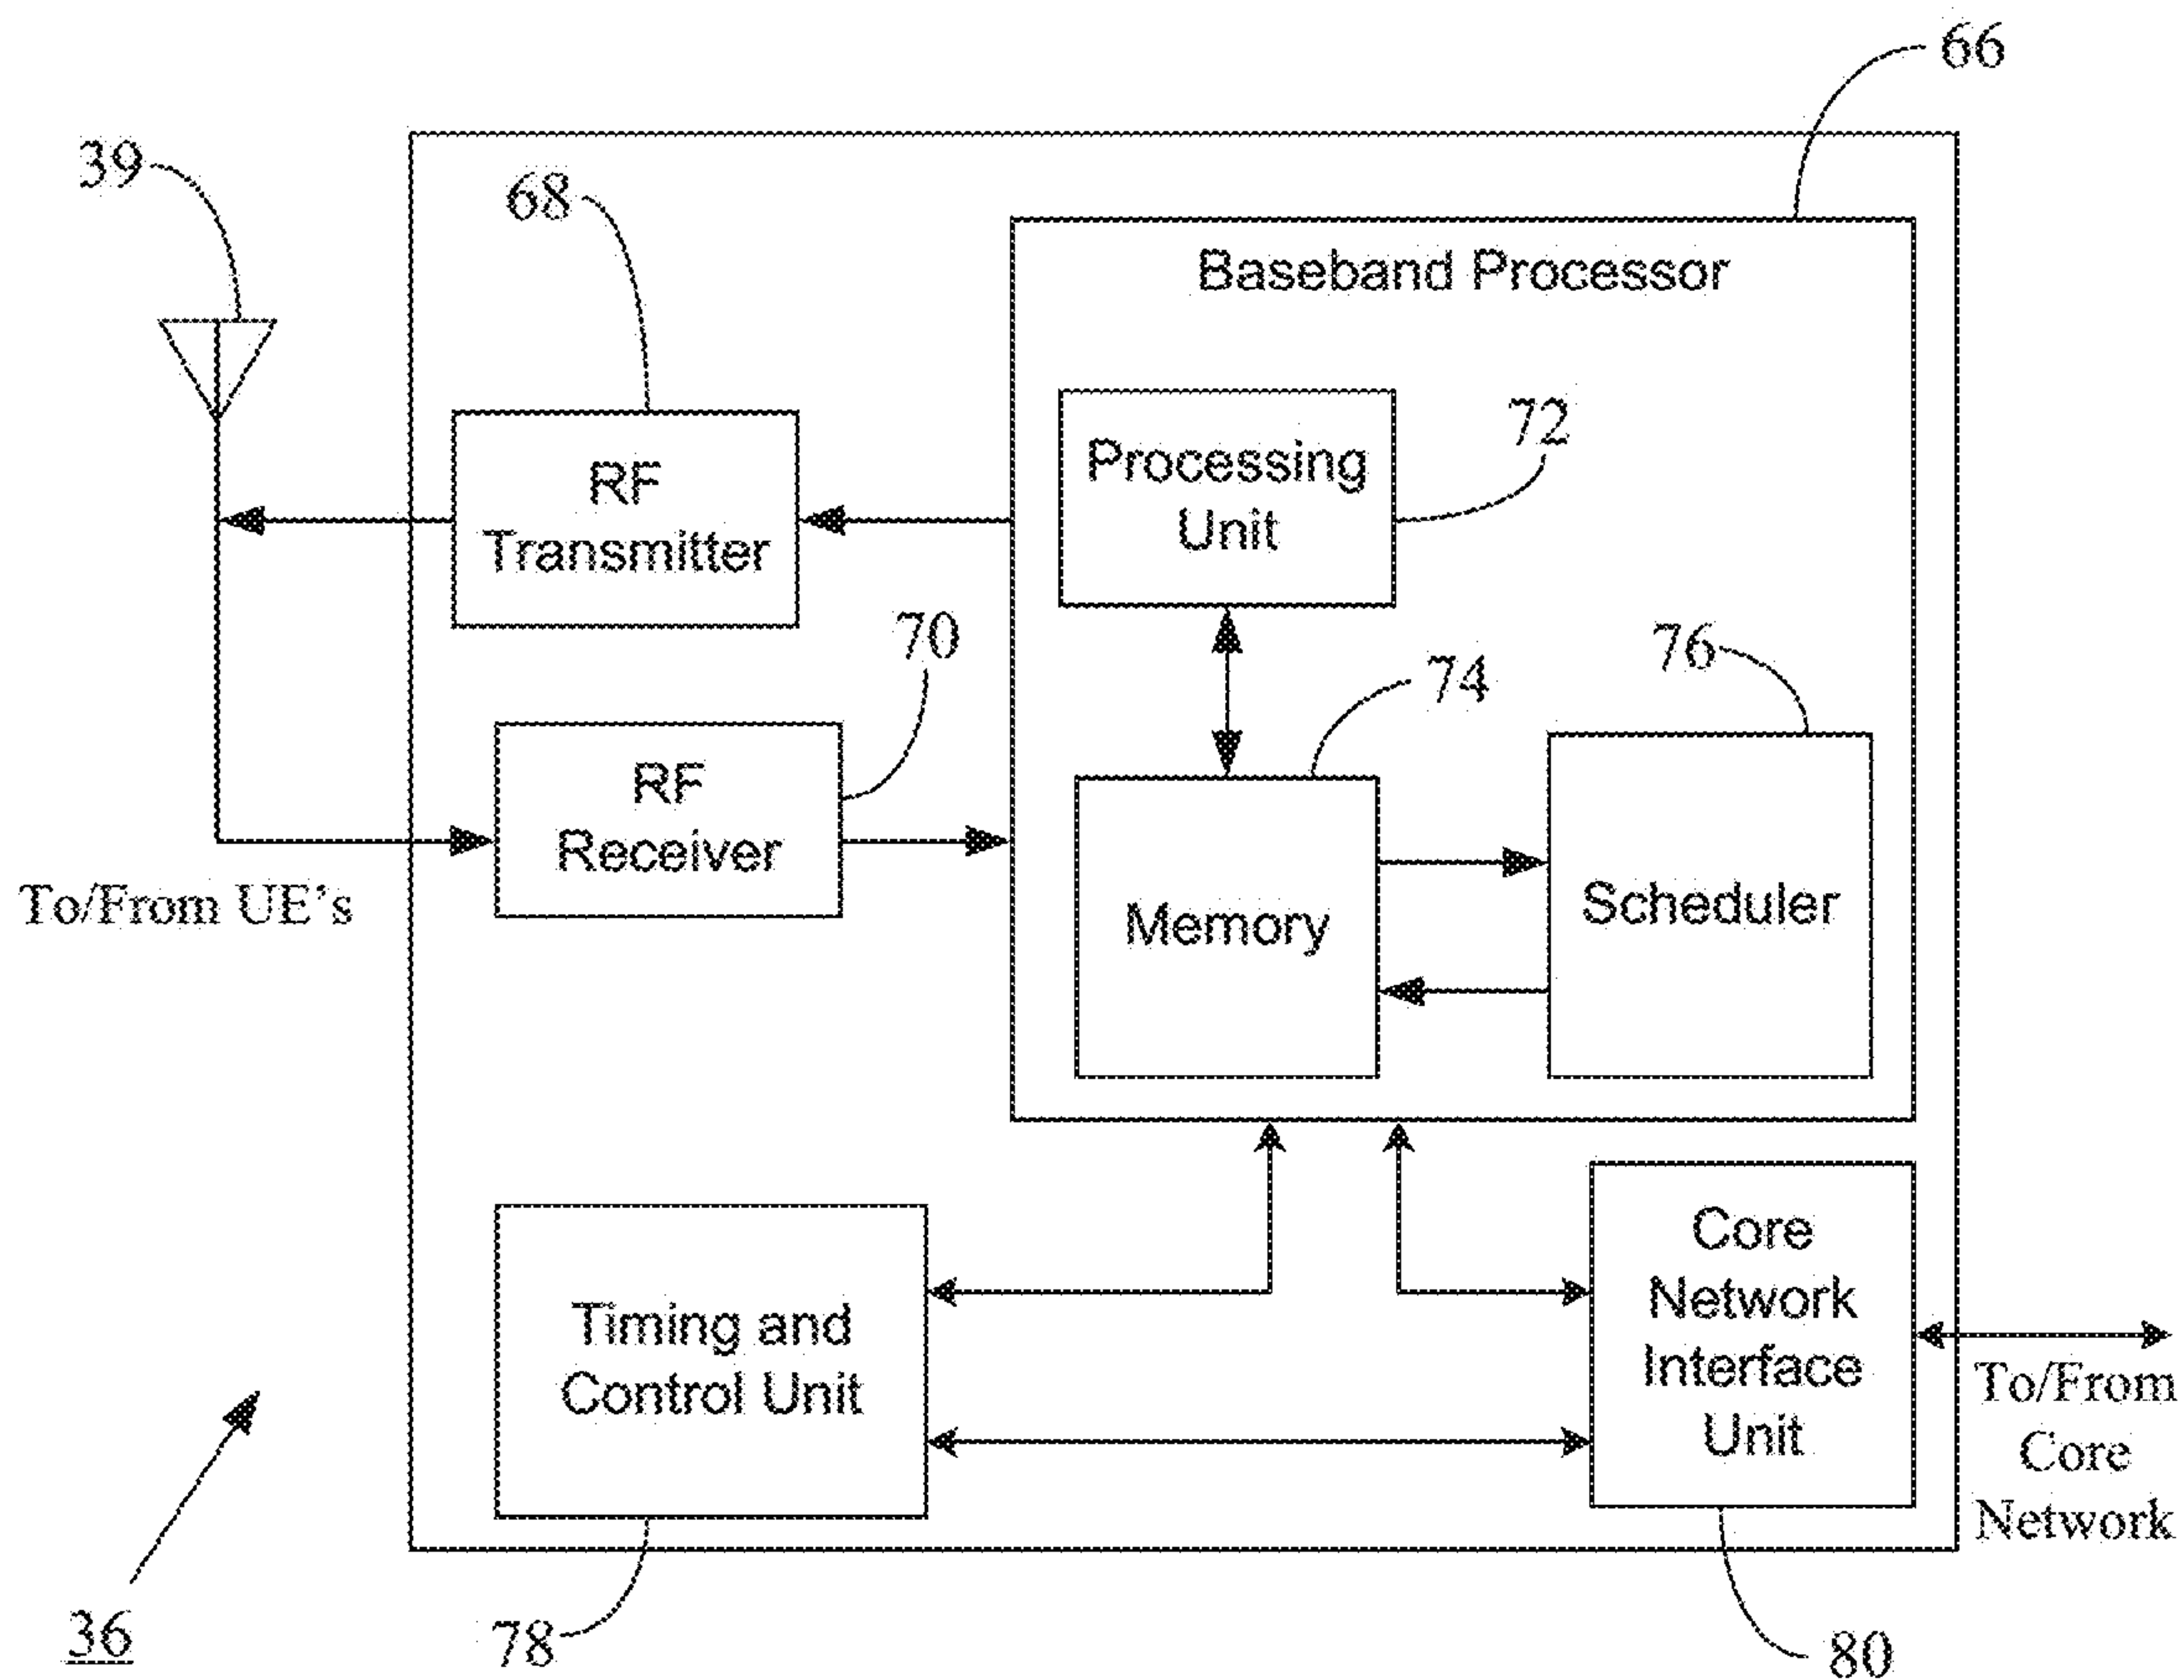 66
39
68
Baseband Processor
72
Processing
Unit
RF
Transmitter
70
76
74
RF
Receiver
To/From UE’s
Memory
Scheduler
Core
Network
Interface
Unit
Timing and
Control Unit
To/From
Core
Network
36
78
80